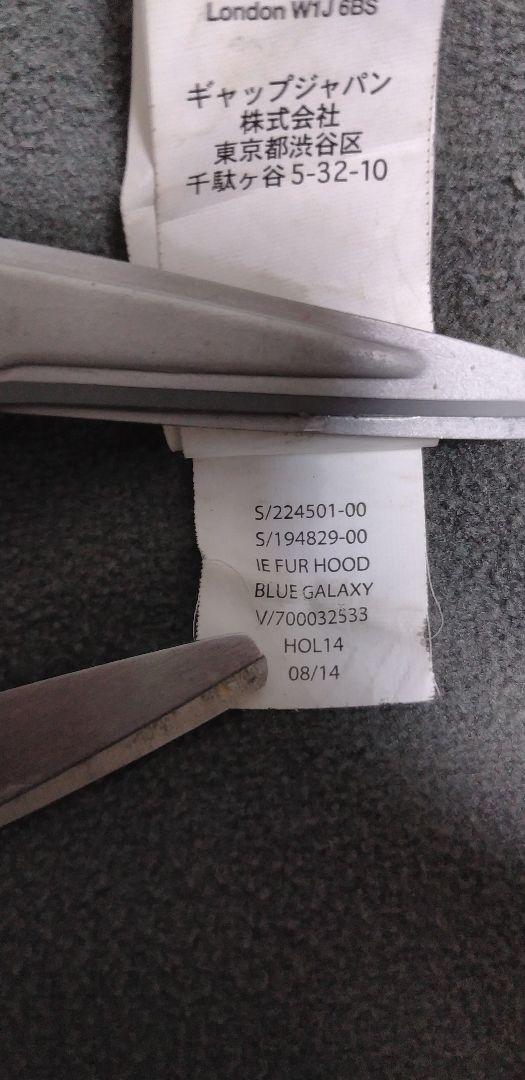 London W1J 6BS
ギャップジャパン
株式会社
東京都渋谷区
千駄ヶ谷 5-32-10
S/224501-00
S/194829-00
IE FUR HOOD
BLUE GALAXY
V/700032533
HOL14
08/14